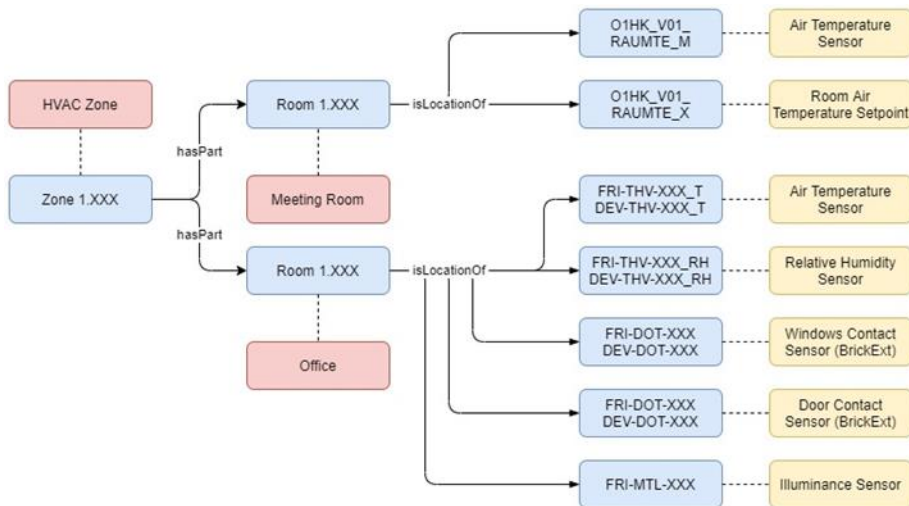 O1HK_V01_
RAUMTE_M
Air Temperature
Sensor
HVAC Zone
Room 1.XXX
isLocationOf
O1HK_V01_
RAUMTE_X
Room Air
Temperature Setpoint
hasPart
Zone 1.XXX
Meeting Room
FRI-THV-XXX_T
DEV-THV-XXX_T
Air Temperature
Sensor
hasPart
Room 1.XXX
isLocationOf
FRI-THV-XXX_RH
DEV-THV-XXX_RH
Relative Humidity
Sensor
Office
FRI-DOT-XXX
DEV-DOT-XXX
Windows Contact
Sensor (BrickExt)
FRI-DOT-XXX
DEV-DOT-XXX
Door Contact
Sensor (BrickExt)
FRI-MTL-XXX
Illuminance Sensor